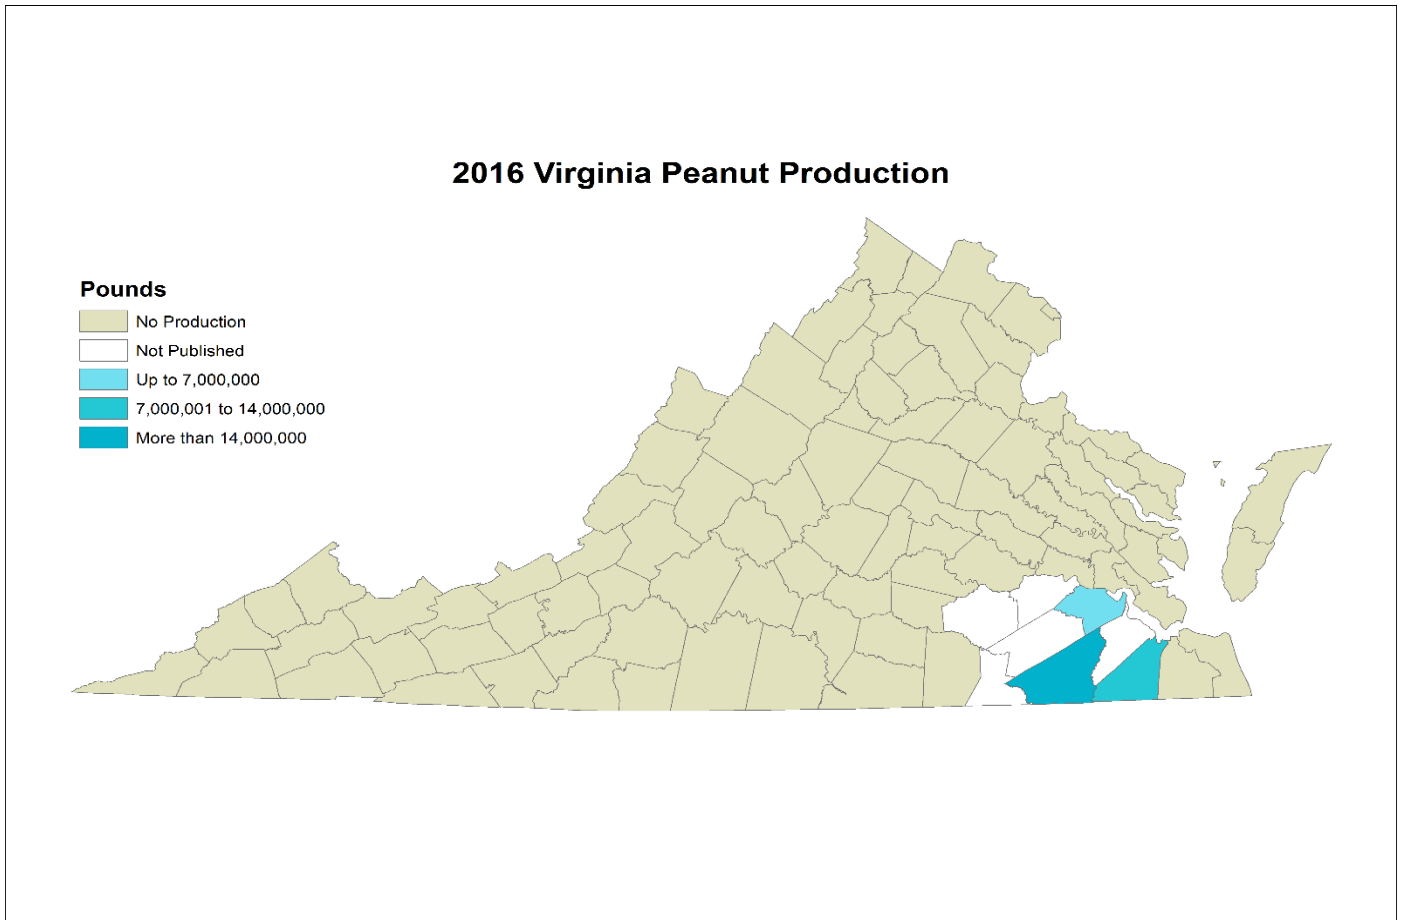 2016 Virginia Peanut Production
Pounds
No Production
Not Published
Up to 7,000,000
7,000,001 to 14,000,000
More than 14,000,000